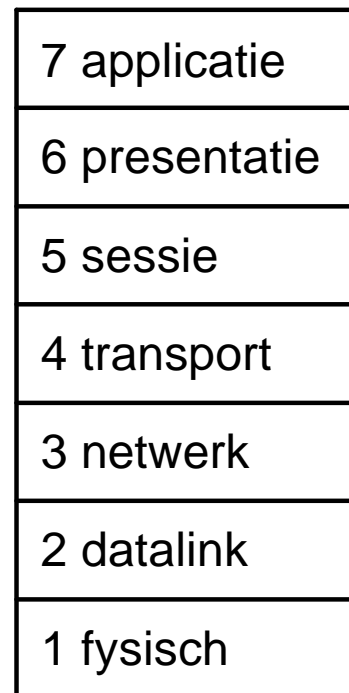 7 applicatie
6 presentatie
5 sessie
4 transport
3 netwerk
2 datalink
1 fysisch